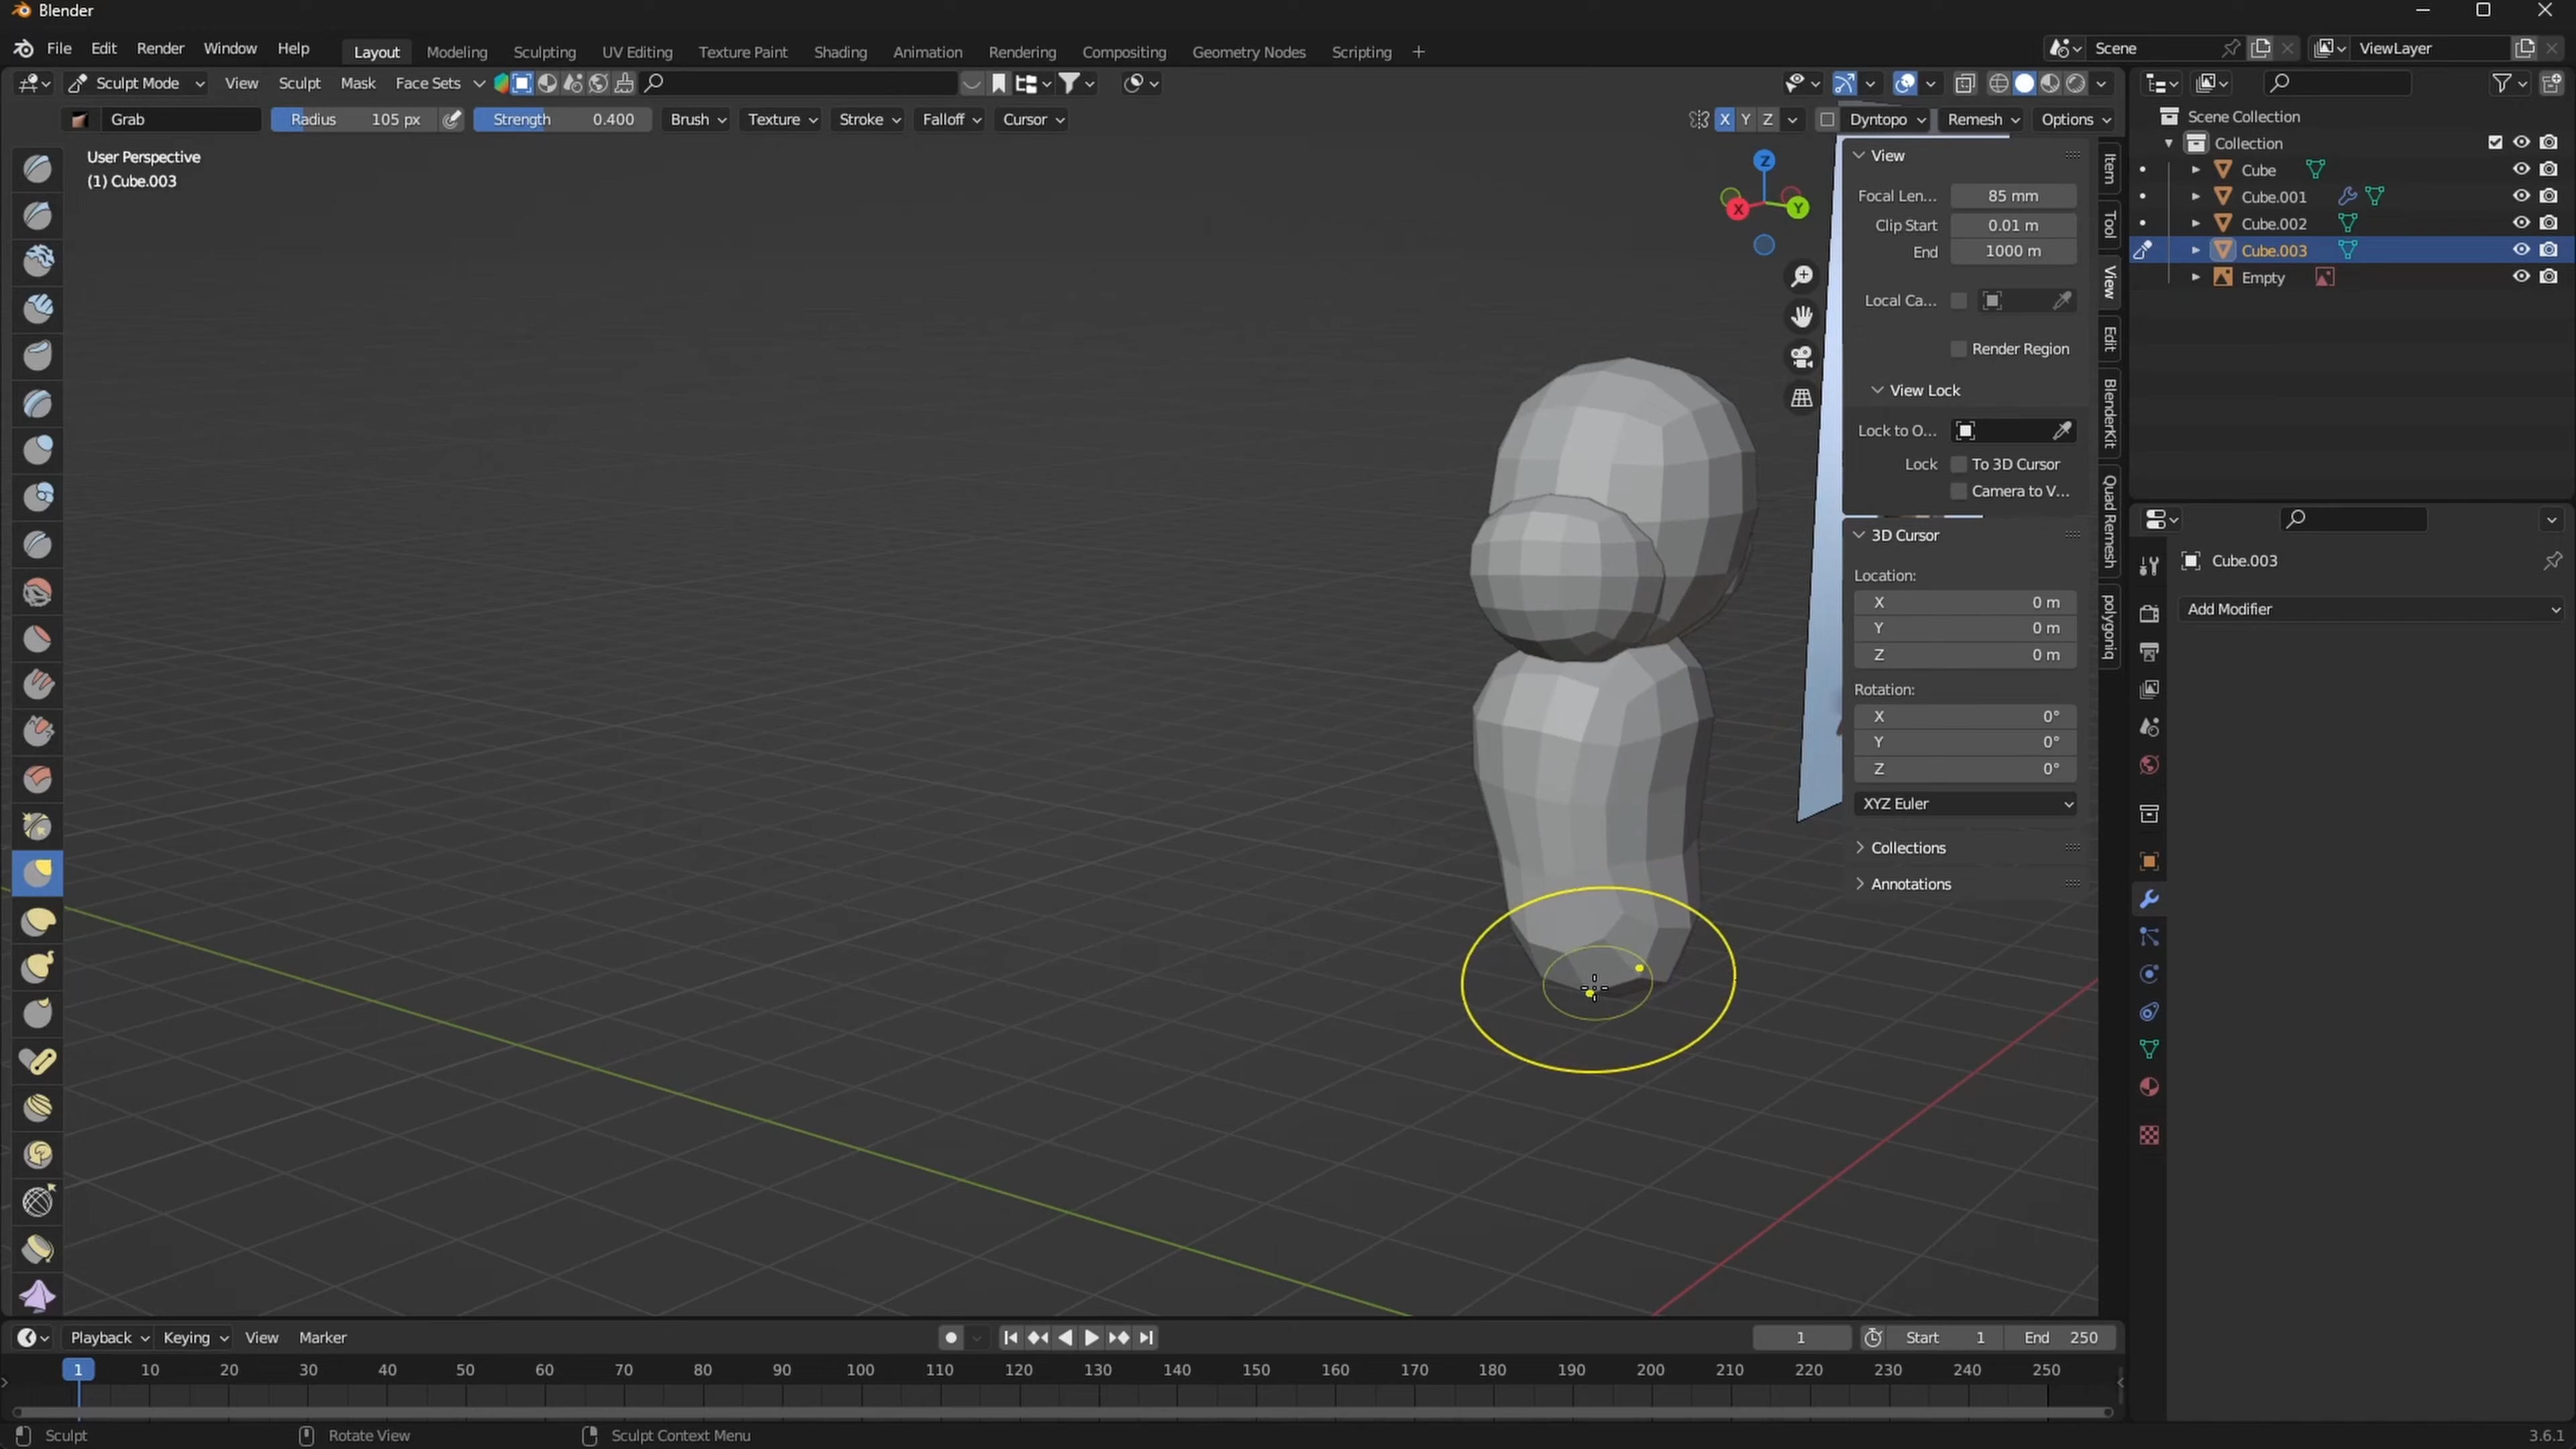 Blender
File Edit Render Window Help Layout Modeling Sculpting UV Editing Texture Paint Shading Animation Rendering Compositing Geometry Nodes Scripting + Scene ViewLayer
Sculpt Mode View Sculpt Mask Face Sets
Grab Radius 105 px Strength 0.400 Brush Texture Stroke Falloff Cursor X Y Z Dyntopo Remesh Options
User Perspective
(1) Cube.003
Z
X
Y
View
Focal Len... 85 mm
Clip Start 0.01 m
End 1000 m
Local Ca...
Render Region
View Lock
Lock to O...
Lock To 3D Cursor
Camera to V...
3D Cursor
Location:
X 0 m
Y 0 m
Z 0 m
Rotation:
X 0°
Y 0°
Z 0°
XYZ Euler
Collections
Annotations
Item
Tool
View
Edit
BlenderKit
Quad Remesh
polygoniq
Scene Collection
Collection
Cube
Cube.001
Cube.002
Cube.003
Empty
Cube.003
Add Modifier
Playback Keying View Marker 1 Start 1 End 250
1 10 20 30 40 50 60 70 80 90 100 110 120 130 140 150 160 170 180 190 200 210 220 230 240 250
Sculpt Rotate View Sculpt Context Menu 3.6.1